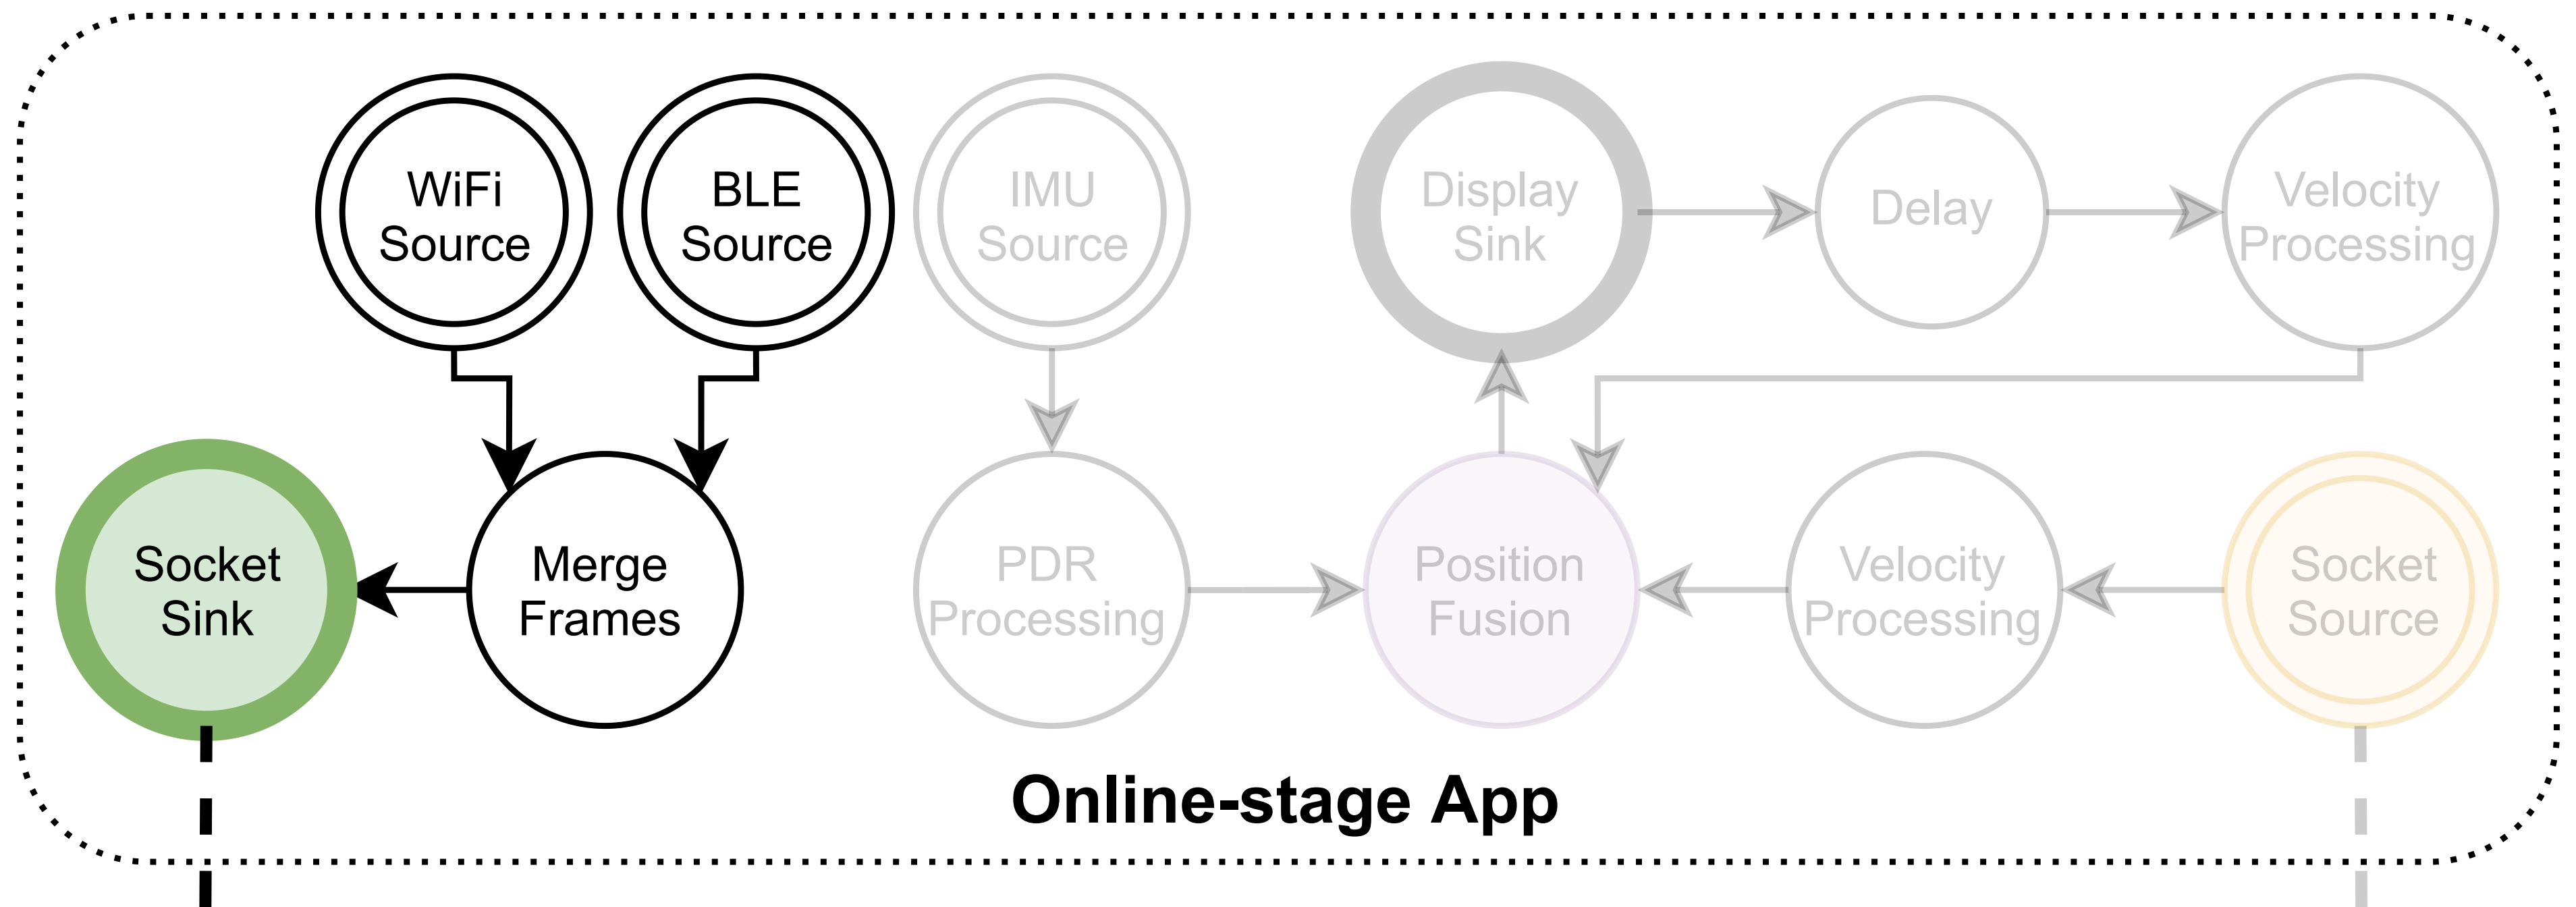 WiFi
Source
BLE
Source
IMU
Source
Display
Sink
Delay
Velocity
Processing
Socket
Sink
Merge
Frames
PDR
Processing
Position
Fusion
Velocity
Processing
Socket
Source
Online-stage App